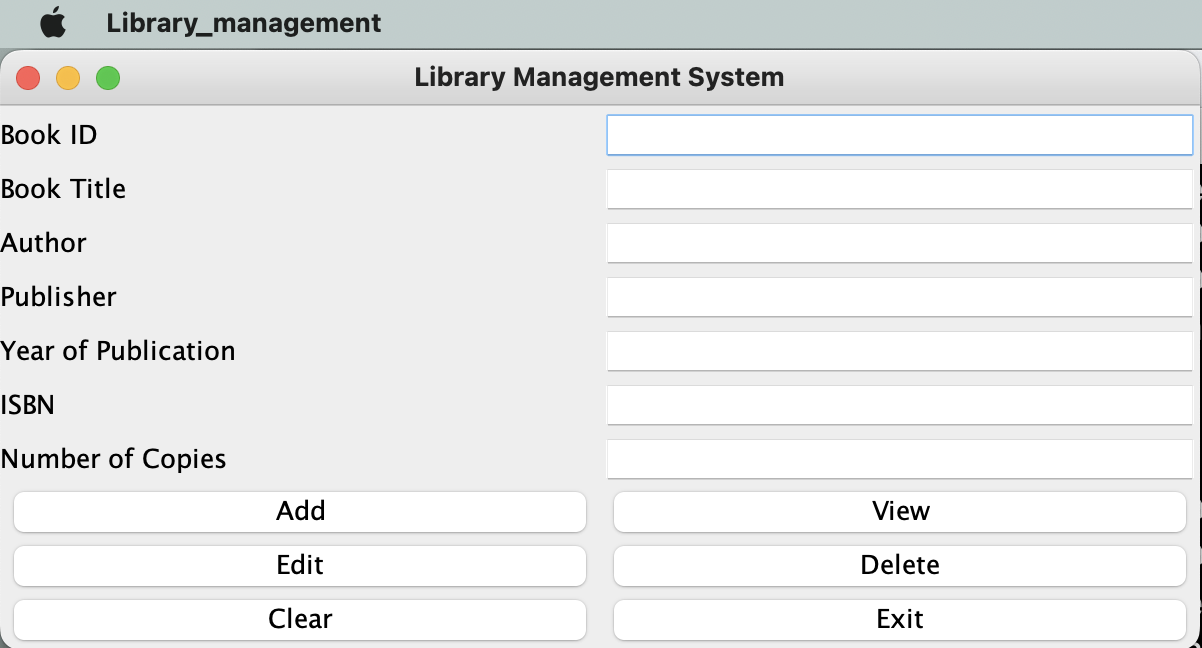 Library_management
Library Management System
Book ID
Book Title
Author
Publisher
Year of Publication
ISBN
Number of Copies
Add View
Edit Delete
Clear Exit